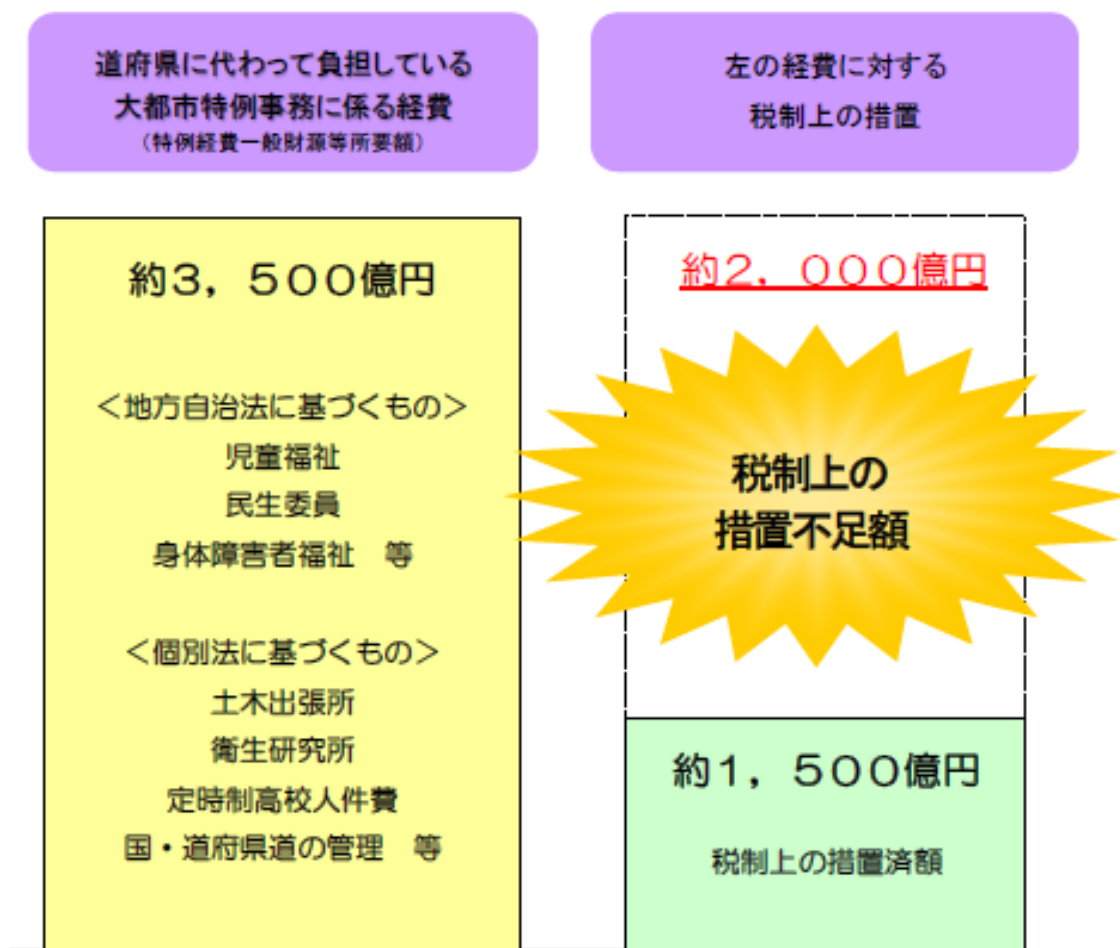 道府県に代わって負担している
大都市特例事務に係る経費
（特例経費一般財源等所要額）
左の経費に対する
税制上の措置
約３，５００億円
＜地方自治法に基づくもの＞
児童福祉
民生委員
身体障害者福祉　等
＜個別法に基づくもの＞
土木出張所
衛生研究所
定時制高校人件費
国・道府県道の管理　等
約２，０００億円
税制上の
措置不足額
約１，５００億円
税制上の措置済額